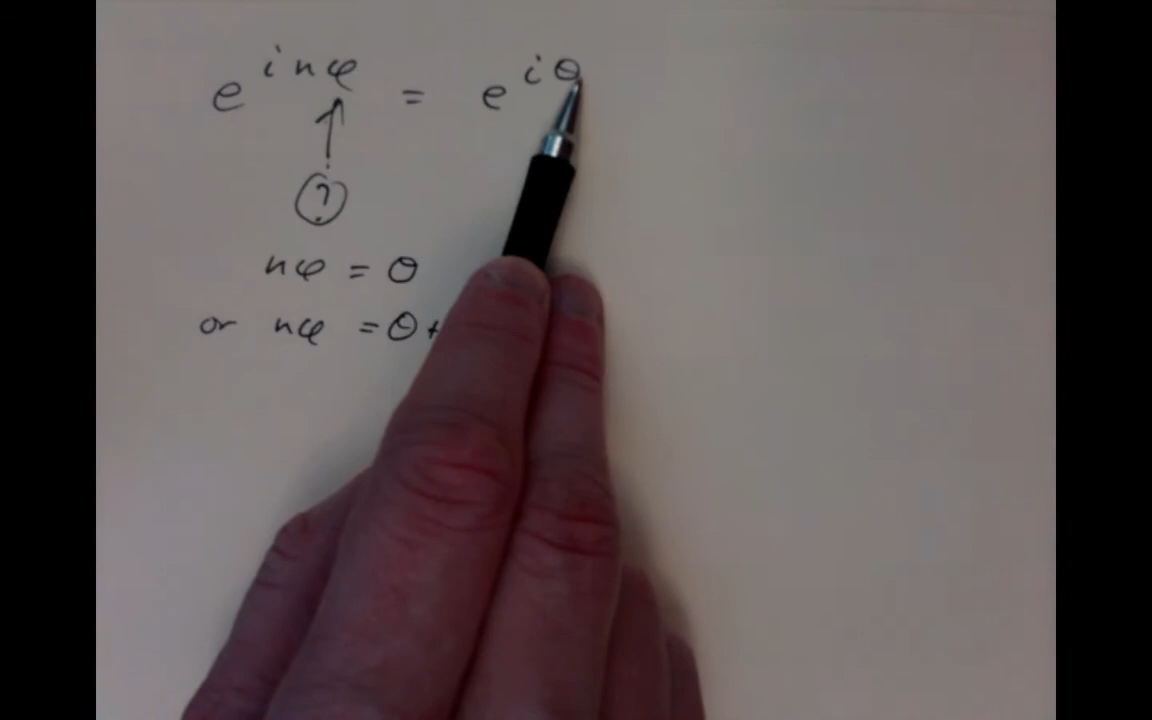 e^{inφ} = e^{iθ}
?
nφ = θ
or nφ = θ+